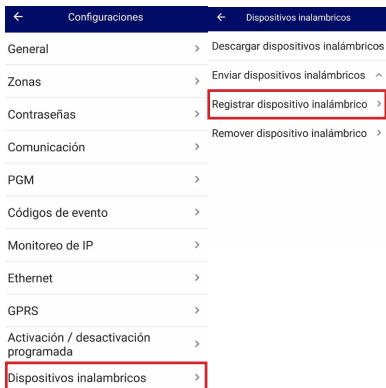 Configuraciones
General
Zonas
Contraseñas
Comunicación
PGM
Códigos de evento
Monitoreo de IP
Ethernet
GPRS
Activación / desactivación
programada
Dispositivos inalambricos
Dispositivos inalambricos
Descargar dispositivos inalámbricos
Enviar dispositivos inalámbricos
Registrar dispositivo inalámbrico
Remover dispositivo inalámbrico